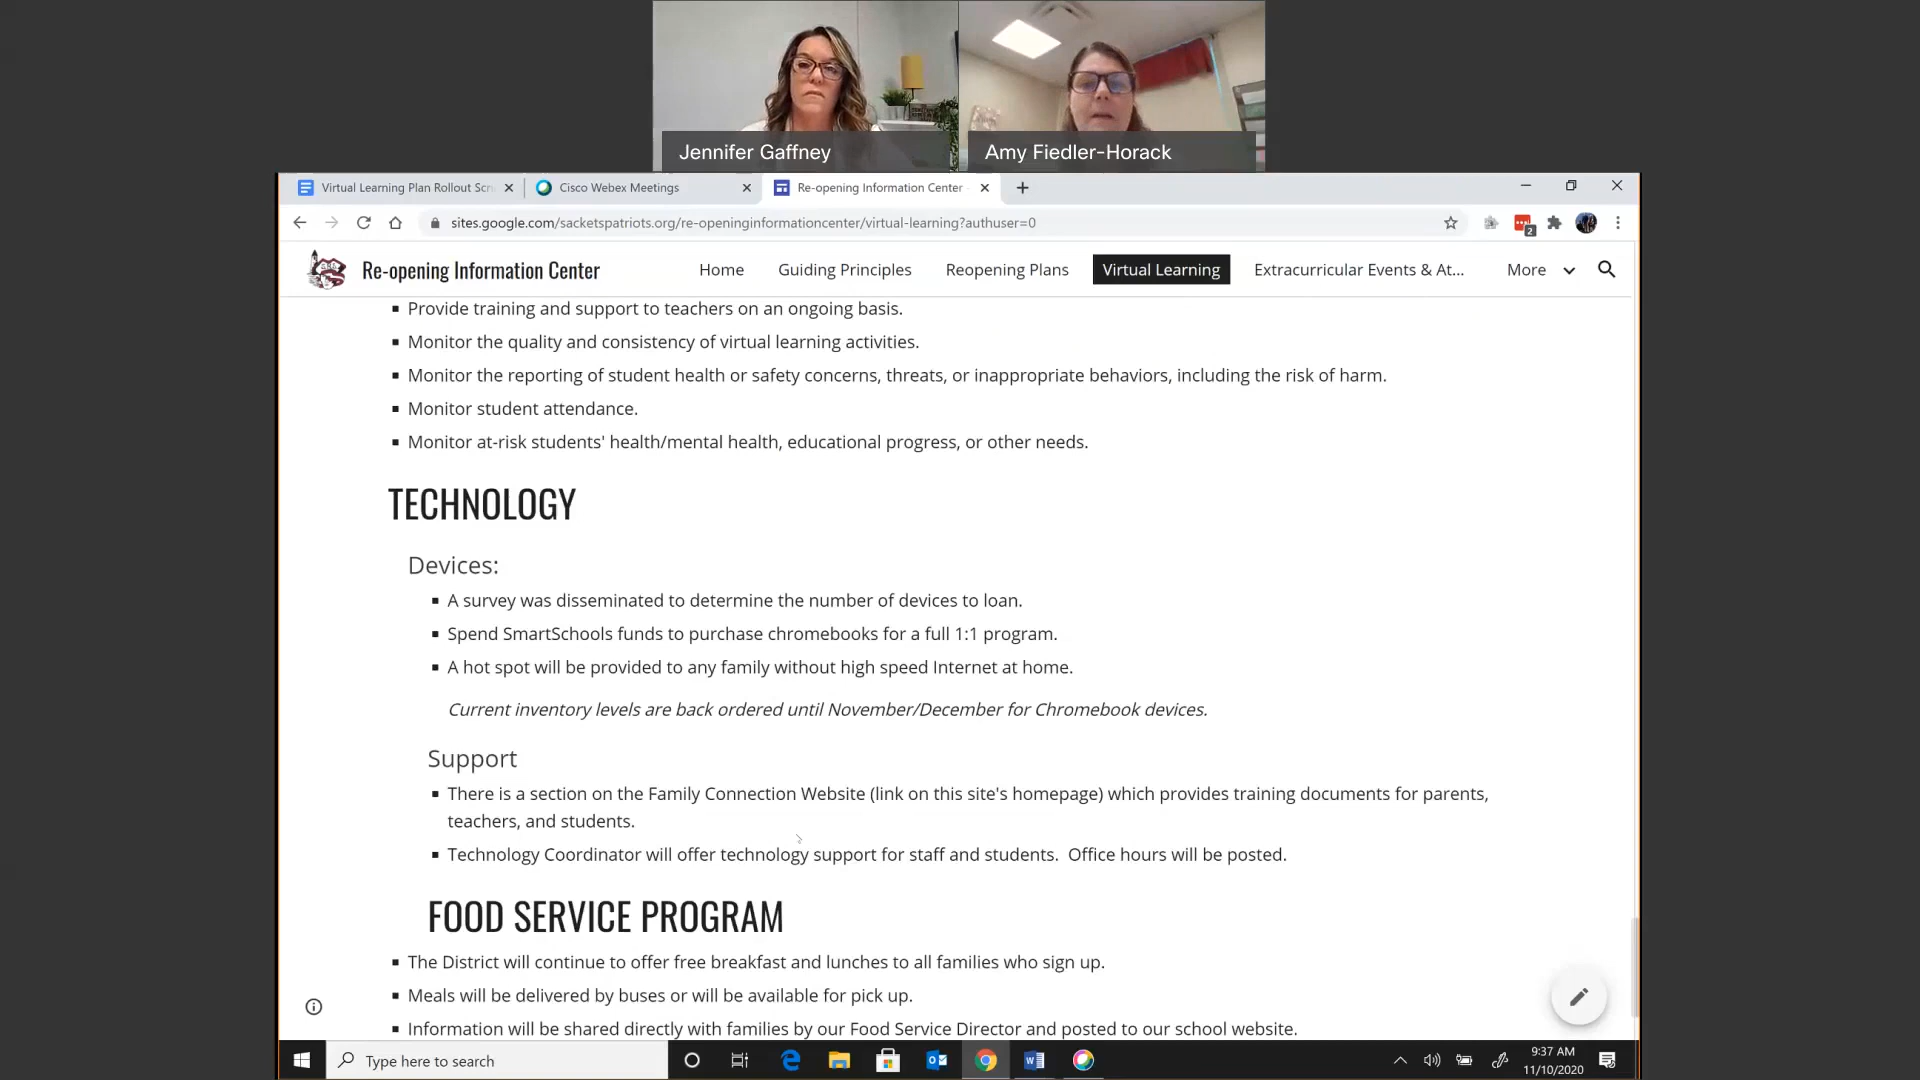 Jennifer Gaffney
Amy Fiedler-Horack
Virtual Learning Plan Rollout Scr
Cisco Webex Meetings
Re-opening Information Center
sites.google.com/sacketspatriots.org/re-openinginformationcenter/virtual-learning?authuser=0
2
Re-opening Information Center
Home
Guiding Principles
Reopening Plans
Virtual Learning
Extracurricular Events & At...
More
▪ Provide training and support to teachers on an ongoing basis.
▪ Monitor the quality and consistency of virtual learning activities.
▪ Monitor the reporting of student health or safety concerns, threats, or inappropriate behaviors, including the risk of harm.
▪ Monitor student attendance.
▪ Monitor at-risk students' health/mental health, educational progress, or other needs.
TECHNOLOGY
Devices:
▪ A survey was disseminated to determine the number of devices to loan.
▪ Spend SmartSchools funds to purchase chromebooks for a full 1:1 program.
▪ A hot spot will be provided to any family without high speed Internet at home.
Current inventory levels are back ordered until November/December for Chromebook devices.
Support
▪ There is a section on the Family Connection Website (link on this site's homepage) which provides training documents for parents,
teachers, and students.
▪ Technology Coordinator will offer technology support for staff and students.  Office hours will be posted.
FOOD SERVICE PROGRAM
▪ The District will continue to offer free breakfast and lunches to all families who sign up.
▪ Meals will be delivered by buses or will be available for pick up.
▪ Information will be shared directly with families by our Food Service Director and posted to our school website.
Type here to search
9:37 AM
11/10/2020